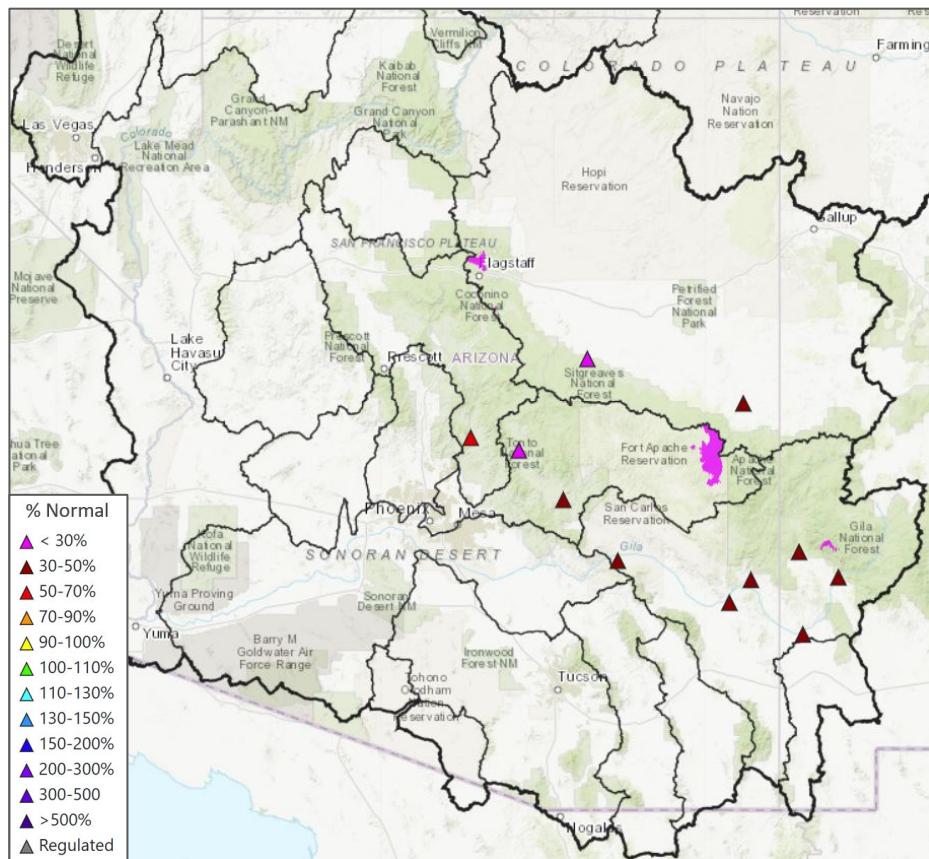 Reservation
Desert
National
Wildlife
Refuge
Vermilion
Cliffs NM
Farming
COLORADO PLATEAU
Kaibab
National
Forest
Grand
Canyon
Parashant NM
Grand Canyon
National
Park
Navajo
Nation
Reservation
Las Vegas
Colorado
Lake Mead
National
Recreation Area
Henderson
Hopi
Reservation
Gallup
SAN FRANCISCO PLATEAU
lagstaff
Mojave
National
Preserve
Coconino
National
Forest
Petrified
Forest
National
Park
Lake
Havasu
City
Prescott
National
Forest
Prescott
ARIZONA
Sitgreaves
National
Forest
hua Tree
National
Park
Tonto
National
Forest
Fort Apache
Reservation
Apache
National
Forest
Phoenix
Mesa
San Carlos
Reservation
Gila
Gila
National
Forest
Kofa
National
Wildlife
Refuge
SONORAN DESERT
Yuma Proving
Ground
Sonoran
Desert NM
Yuma
Barry M
Goldwater Air
Force Range
Ironwood
Forest NM
Tucson
Tohono
Oodham
Nation
Reservation
Nogales
% Normal
< 30%
30-50%
50-70%
70-90%
90-100%
100-110%
110-130%
130-150%
150-200%
200-300%
300-500
>500%
Regulated